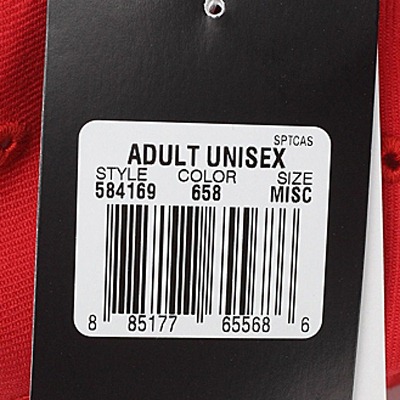 SPTCAS
ADULT UNISEX
STYLE COLOR SIZE
584169 658 MISC
8 85177 65568 6